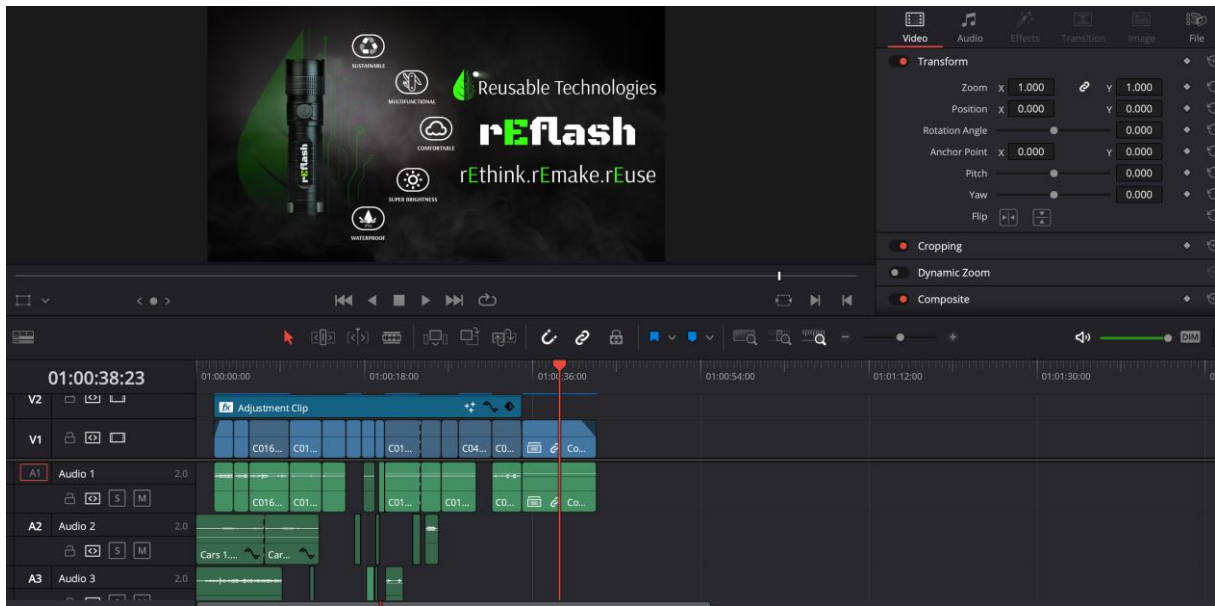 SUSTAINABLE
MULTIFUNCTIONAL
COMFORTABLE
SUPER BRIGHTNESS
WATERPROOF
rEflash
Reusable Technologies
rEflash
rEthink.rEmake.rEuse
Video
Audio
Effects
Transition
Image
File
Transform
Zoom X 1.000 Y 1.000
Position X 0.000 Y 0.000
Rotation Angle 0.000
Anchor Point X 0.000 Y 0.000
Pitch 0.000
Yaw 0.000
Flip
Cropping
Dynamic Zoom
Composite
DIM
01:00:38:23
01:00:00:00
01:00:18:00
01:00:36:00
01:00:54:00
01:01:12:00
01:01:30:00
V2
fx Adjustment Clip
V1
C016... C01... C01... C04... C0... Co...
A1 Audio 1 2.0
S M
C016... C01... C01... C01... C0... Co...
A2 Audio 2 2.0
S M
Cars 1.... Car...
A3 Audio 3 2.0